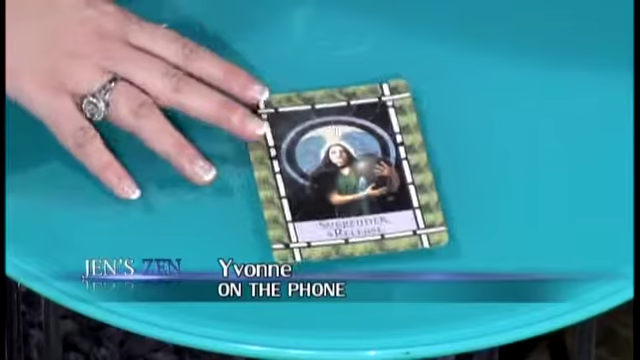 SURRENDER
& RELEASE
JEN'S ZEN
Yvonne
ON THE PHONE